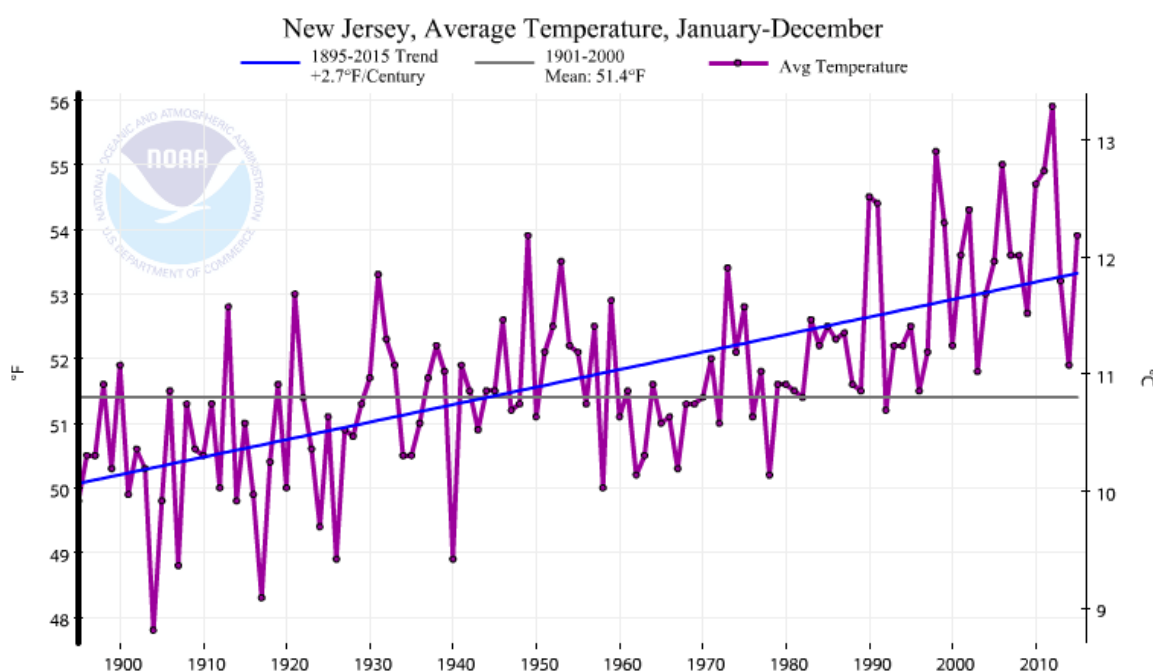 New Jersey, Average Temperature, January-December
1895-2015 Trend
+2.7°F/Century
1901-2000
Mean: 51.4°F
Avg Temperature
NATIONAL OCEANIC AND ATMOSPHERIC ADMINISTRATION
NOAA
U.S. DEPARTMENT OF COMMERCE
°F
56
55
54
53
52
51
50
49
48
13
12
11
10
9
°C
1900
1910
1920
1930
1940
1950
1960
1970
1980
1990
2000
2010